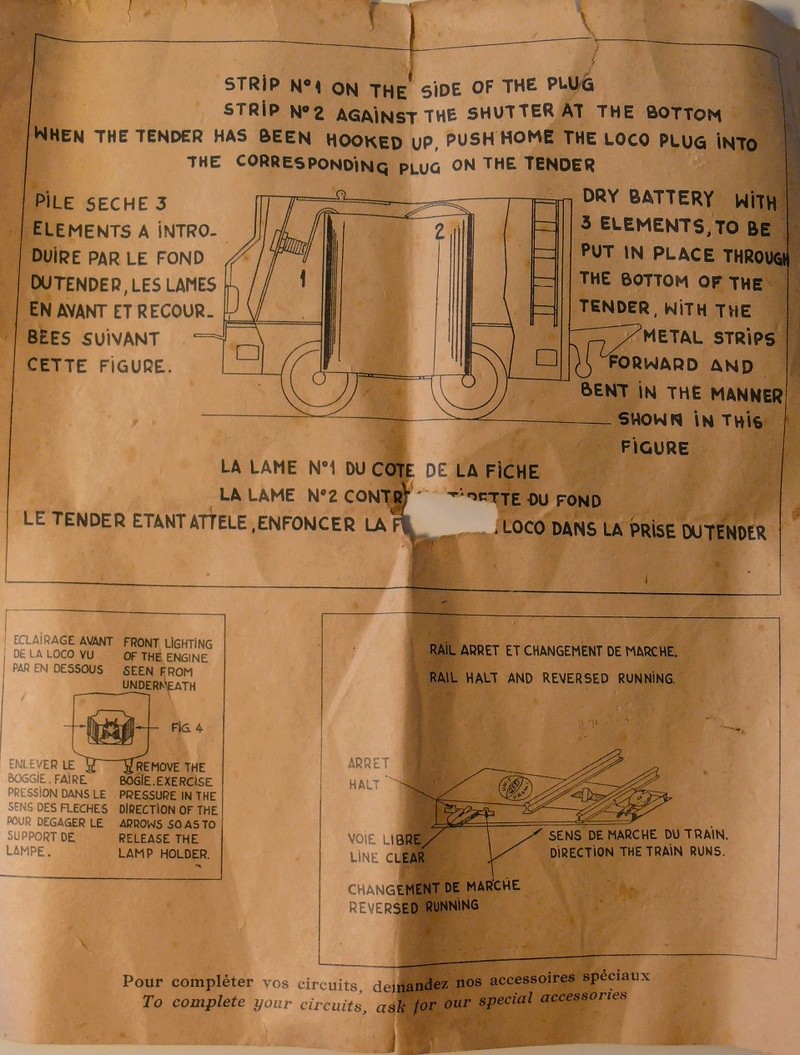 STRIP N°1 ON THE SIDE OF THE PLUG
STRIP N°2 AGAINST THE SHUTTER AT THE BOTTOM
WHEN THE TENDER HAS BEEN HOOKED UP, PUSH HOME THE LOCO PLUG INTO
THE CORRESPONDING PLUG ON THE TENDER
PILE SECHE 3
ELEMENTS A INTRO-
DUIRE PAR LE FOND
DU TENDER, LES LAMES
EN AVANT ET RECOUR-
BÉES SUIVANT
CETTE FIGURE.
1
2
DRY BATTERY WITH
3 ELEMENTS, TO BE
PUT IN PLACE THROUGH
THE BOTTOM OF THE
TENDER, WITH THE
METAL STRIPS
FORWARD AND
BENT IN THE MANNER
SHOWN IN THIS
FIGURE
LA LAME N°1 DU COTE DE LA FICHE
LA LAME N°2 DU FOND
LE TENDER ETANT ATTELE, ENFONCER LA LOCO DANS LA PRISE DU TENDER
ECLAIRAGE AVANT
DE LA LOCO VU
PAR EN DESSOUS
FRONT LIGHTING
OF THE ENGINE
SEEN FROM
UNDERNEATH
FIG. 4
ENLEVER LE
BOGGIE. FAIRE
PRESSION DANS LE
SENS DES FLECHES
POUR DEGAGER LE
SUPPORT DE
LAMPE.
REMOVE THE
BOGIE. EXERCISE
PRESSURE IN THE
DIRECTION OF THE
ARROWS SO AS TO
RELEASE THE
LAMP HOLDER.
RAIL ARRET ET CHANGEMENT DE MARCHE.
RAIL HALT AND REVERSED RUNNING.
ARRET
HALT
VOIE LIBRE
LINE CLEAR
SENS DE MARCHE DU TRAIN.
DIRECTION THE TRAIN RUNS.
CHANGEMENT DE MARCHE
REVERSED RUNNING
Pour compléter vos circuits, demandez nos accessoires spéciaux
To complete your circuits, ask for our special accessories